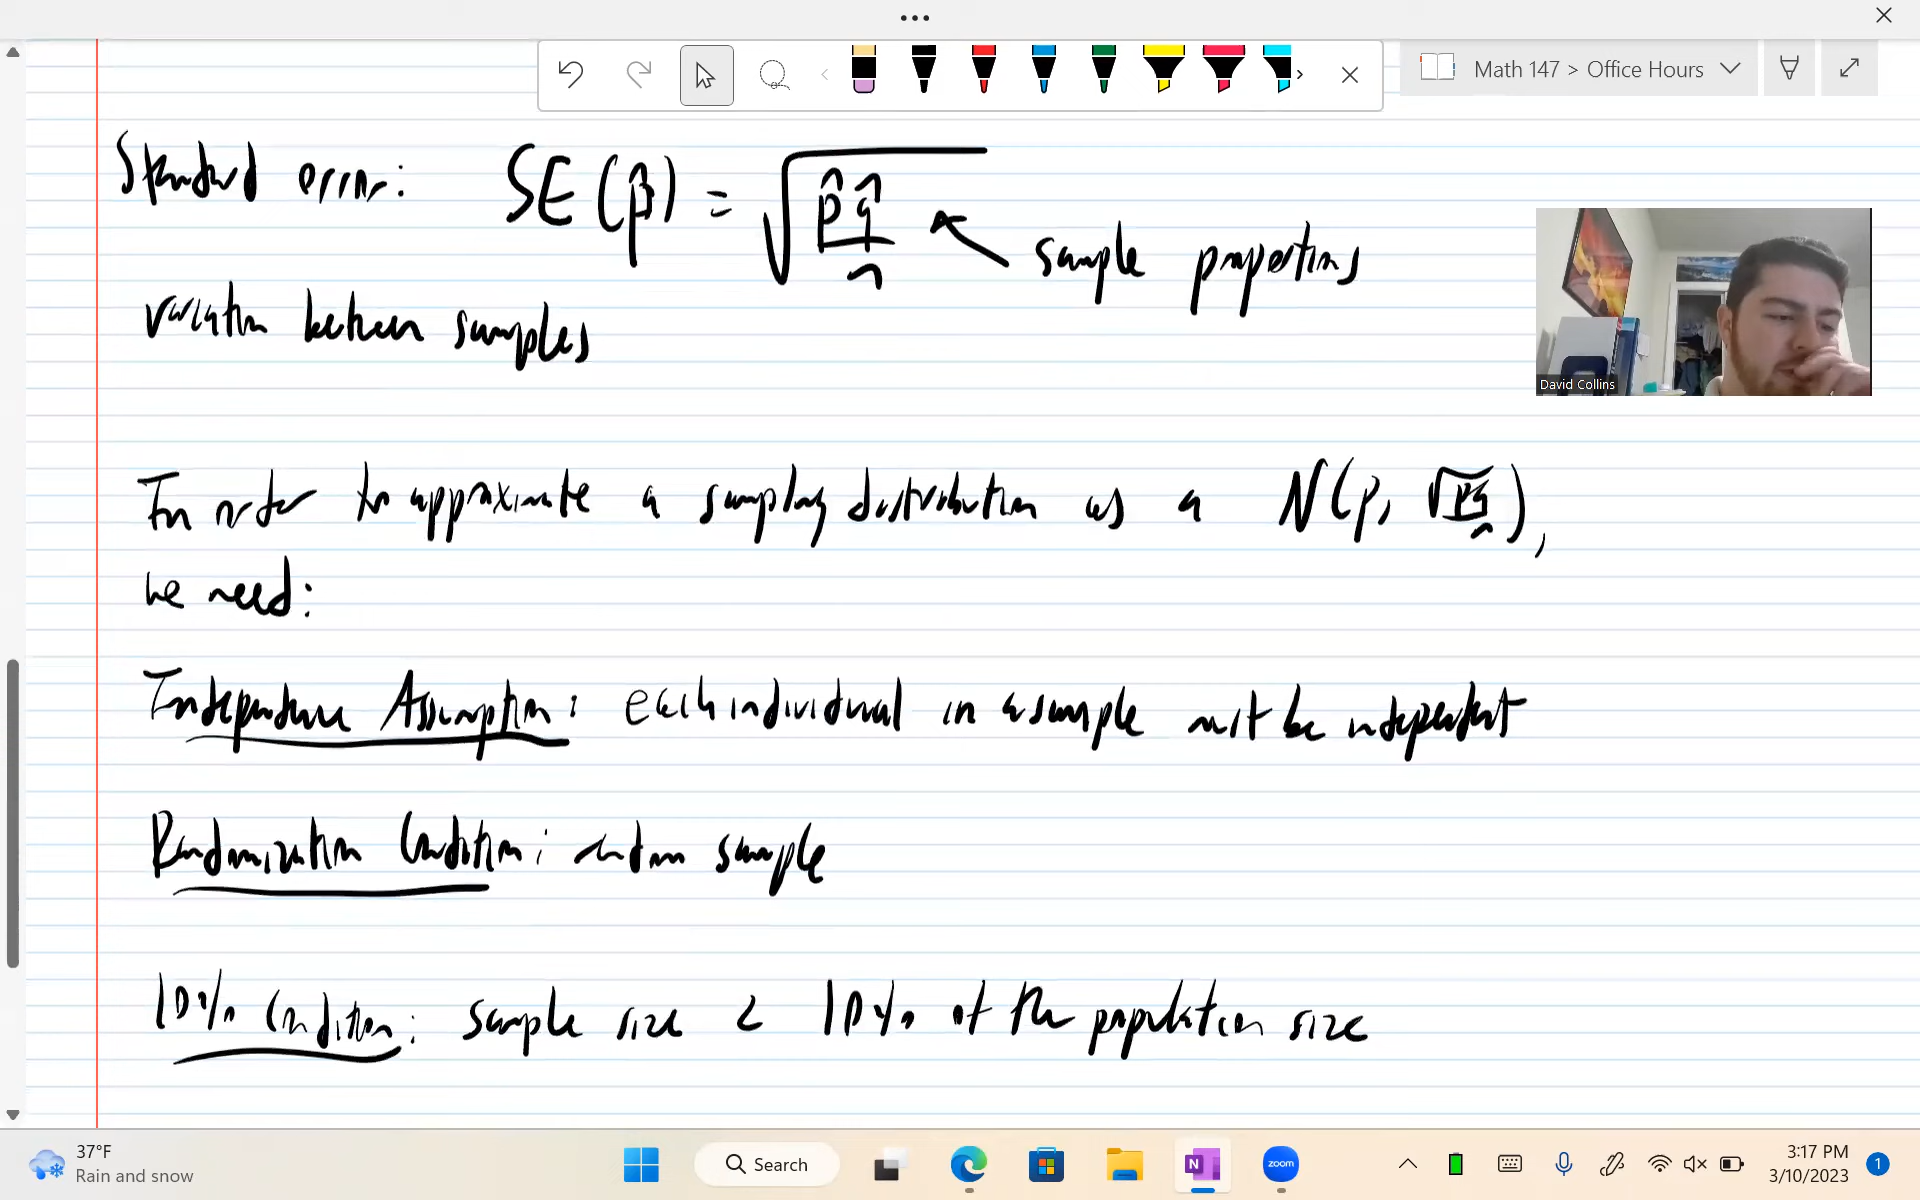 Math 147 > Office Hours
Standard error: SE(p̂) = √(p̂q̂/n) ← sample proportions
David Collins
variation between samples
In order to approximate a sampling distribution as a N(p, √(pq/n)),
we need:
Independence Assumption: each individual in a sample must be independent
Randomization Condition: random sample
10% Condition: sample size < 10% of the population size
37°F
Rain and snow
Search
N
zoom
3:17 PM
3/10/2023
1